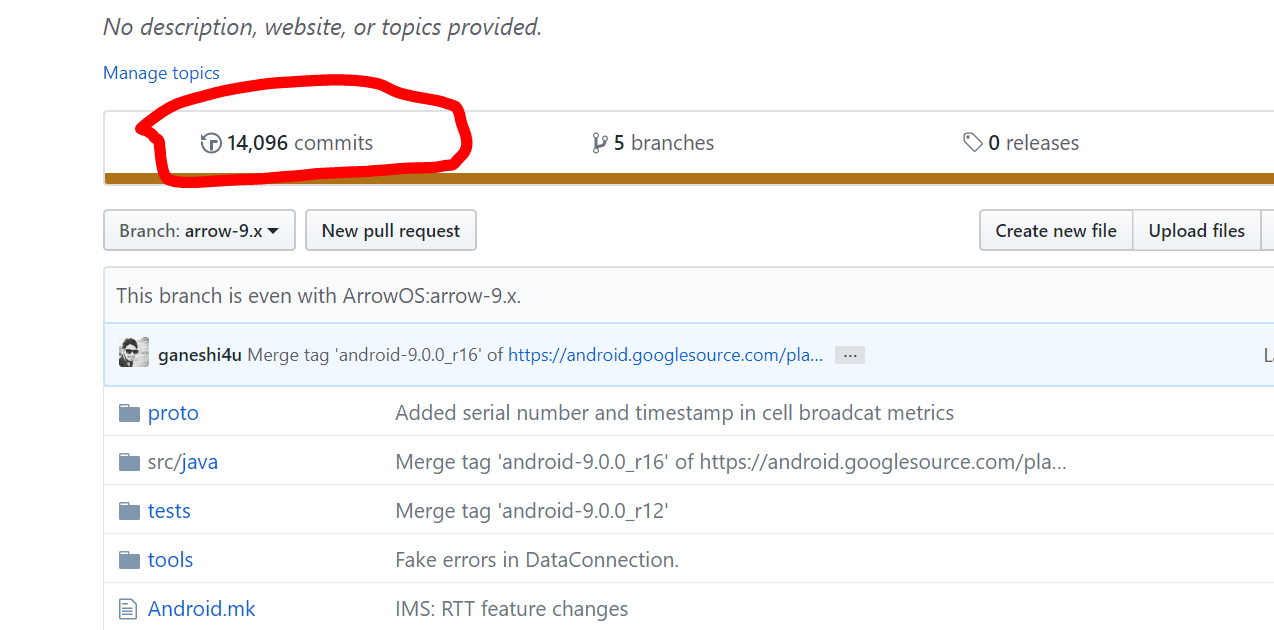 No description, website, or topics provided.
Manage topics
14,096 commits 5 branches 0 releases
Branch: arrow-9.x New pull request Create new file Upload files
This branch is even with ArrowOS:arrow-9.x.
ganeshi4u Merge tag 'android-9.0.0_r16' of https://android.googlesource.com/pla... ...
proto Added serial number and timestamp in cell broadcat metrics
src/java Merge tag 'android-9.0.0_r16' of https://android.googlesource.com/pla...
tests Merge tag 'android-9.0.0_r12'
tools Fake errors in DataConnection.
Android.mk IMS: RTT feature changes